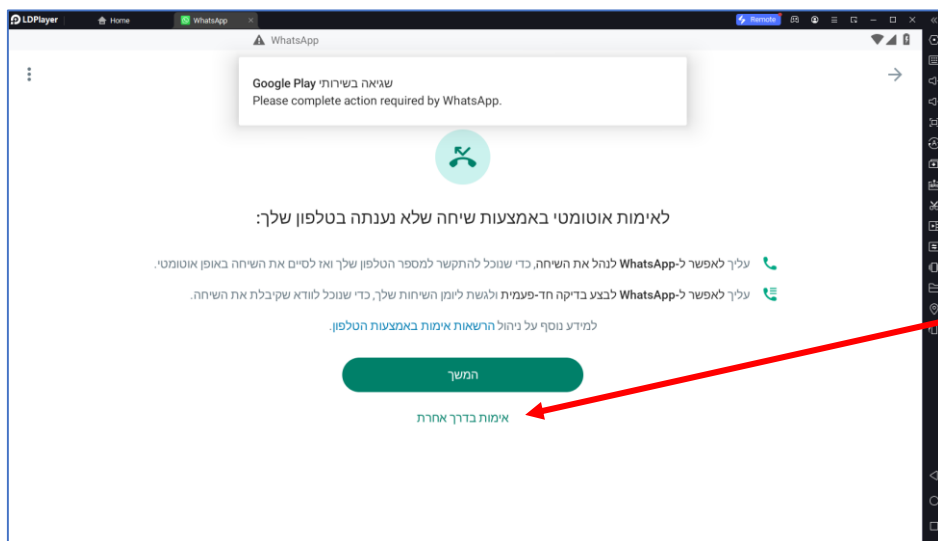 LDPlayer Home WhatsApp Remote
WhatsApp
שגיאה בשירותי Google Play
Please complete action required by WhatsApp.
לאימות אוטומטי באמצעות שיחה שלא נענתה בטלפון שלך:
עליך לאפשר ל-WhatsApp לנהל את השיחה, כדי שנוכל להתקשר למספר הטלפון שלך ואז לסיים את השיחה באופן אוטומטי.
עליך לאפשר ל-WhatsApp לבצע בדיקה חד-פעמית ולגשת ליומן השיחות שלך, כדי שנוכל לוודא שקיבלת את השיחה.
למידע נוסף על ניהול הרשאות אימות באמצעות הטלפון.
המשך
אימות בדרך אחרת